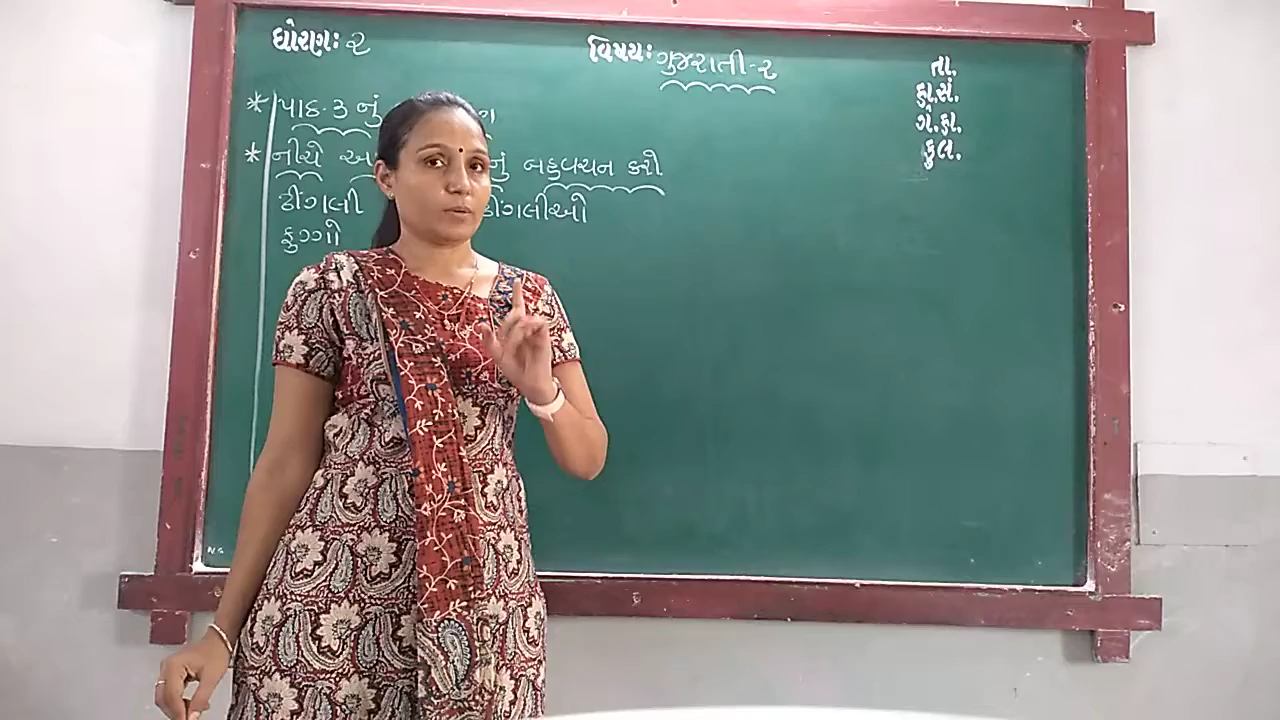 ધોરણઃ ૨
વિષયઃ ગુજરાતી-૨
તા.
હા.સં.
ગે.હા.
કુલ.
* પાઠ-૩ નું
* નીચે નું બહુવચન કરો
ઢીંગલી ઢીંગલીઓ
ફુગ્ગો
N.G